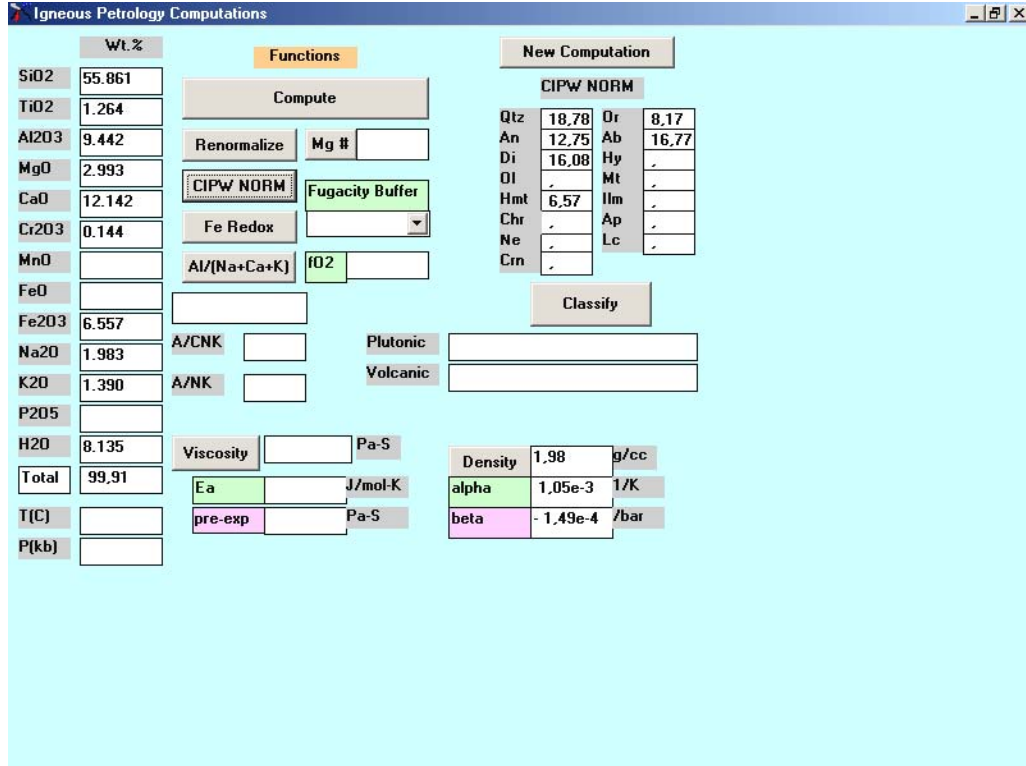 Igneous Petrology Computations
Wt.%
SiO2 55.861
TiO2 1.264
Al2O3 9.442
MgO 2.993
CaO 12.142
Cr2O3 0.144
MnO
FeO
Fe2O3 6.557
Na2O 1.983
K2O 1.390
P2O5
H2O 8.135
Total 99,91
T(C)
P(kb)
Functions
Compute
Renormalize Mg #
CIPW NORM Fugacity Buffer
Fe Redox
Al/(Na+Ca+K) fO2
A/CNK
A/NK
Viscosity Pa-S
Ea J/mol-K
pre-exp Pa-S
New Computation
CIPW NORM
Qtz 18,78 Or 8,17
An 12,75 Ab 16,77
Di 16,08 Hy ,
Ol , Mt ,
Hmt 6,57 Ilm ,
Chr , Ap ,
Ne , Lc ,
Crn ,
Classify
Plutonic
Volcanic
Density 1,98 g/cc
alpha 1,05e-3 1/K
beta - 1,49e-4 /bar